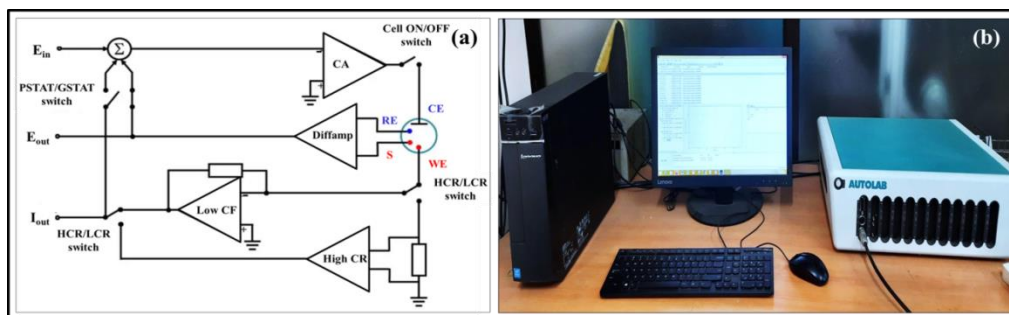 (a)
Cell ON/OFF
switch
E_in
Σ
CA
PSTAT/GSTAT
switch
CE
RE
Diffamp
E_out
S
WE
HCR/LCR
switch
Low CF
I_out
HCR/LCR
switch
High CR
(b)
AUTOLAB